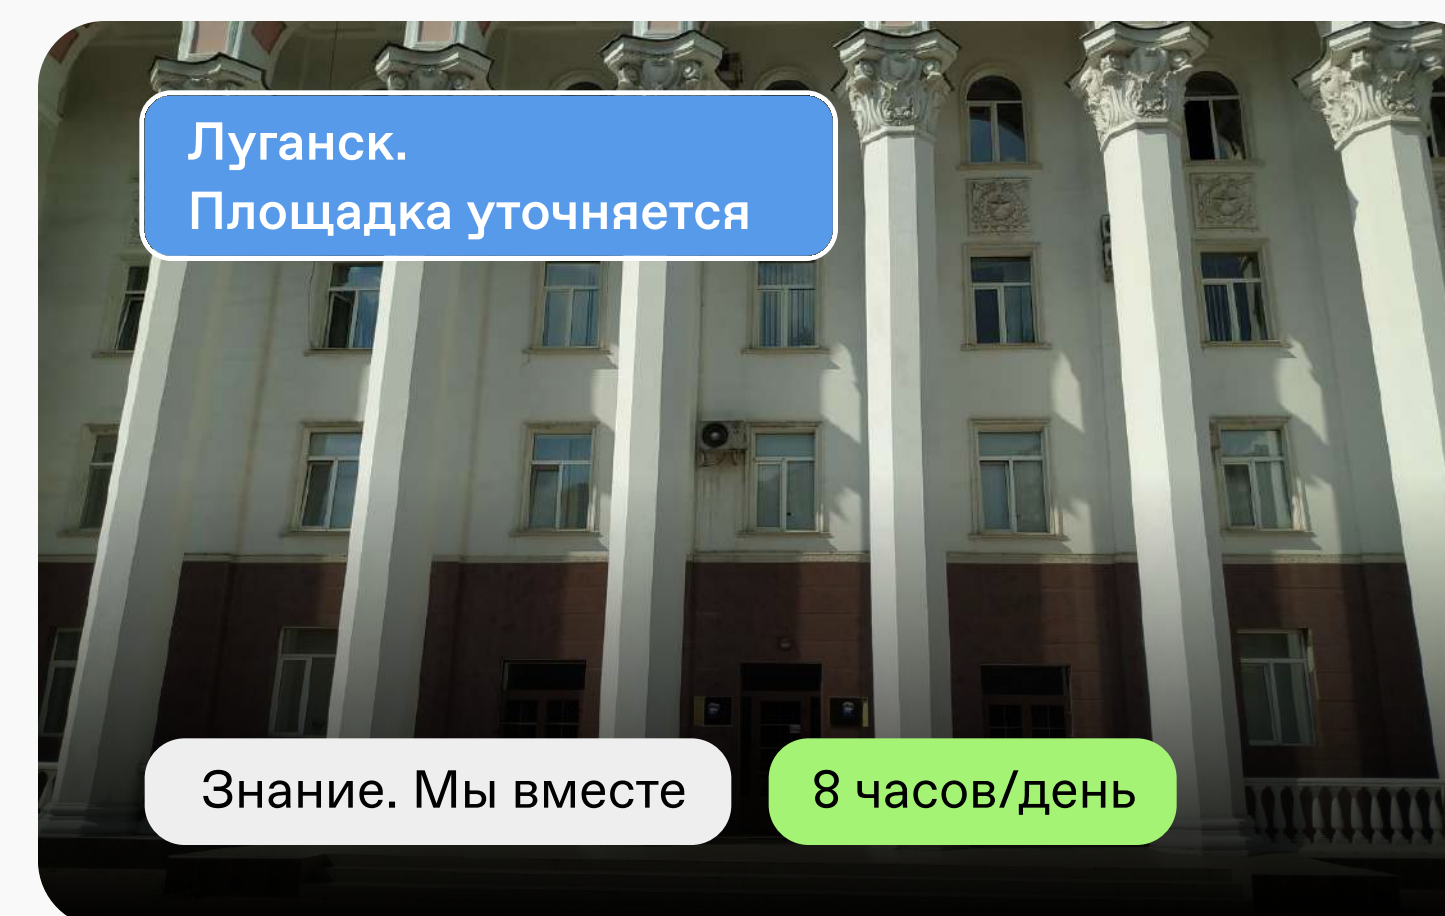 Луганск.
Площадка уточняется
Знание. Мы вместе
8 часов/день